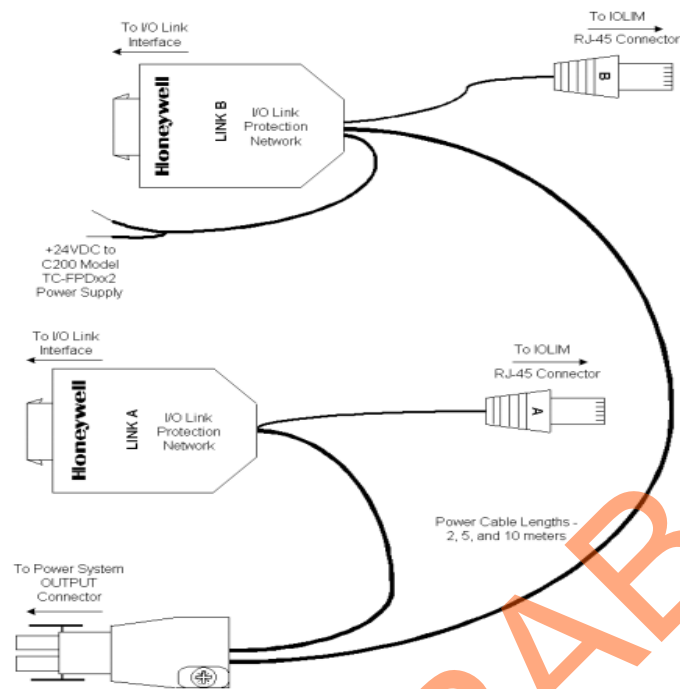 To I/O Link
Interface
To IOLIM
RJ-45 Connector
Honeywell
LINK B
I/O Link
Protection
Network
B
+24VDC to
C200 Model
TC-FPDxx2
Power Supply
To I/O Link
Interface
To IOLIM
RJ-45 Connector
Honeywell
LINK A
I/O Link
Protection
Network
A
Power Cable Lengths -
2, 5, and 10 meters
To Power System
OUTPUT
Connector
RAB